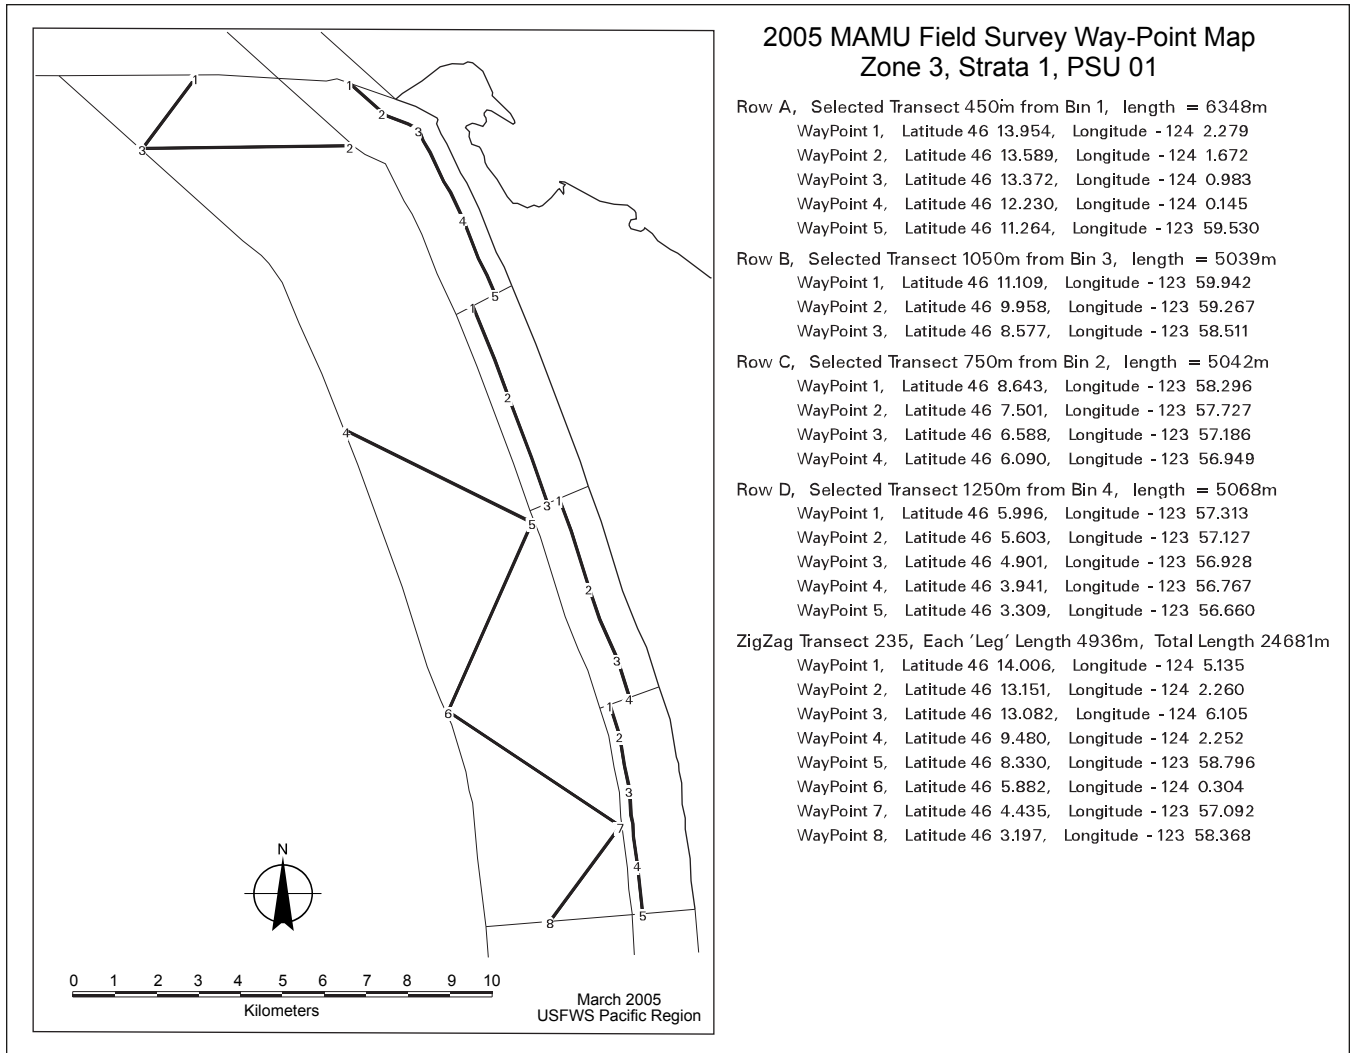 2005 MAMU Field Survey Way-Point Map
Zone 3, Strata 1, PSU 01
Row A, Selected Transect 450m from Bin 1, length = 6348m
WayPoint 1, Latitude 46 13.954, Longitude -124 2.279
WayPoint 2, Latitude 46 13.589, Longitude -124 1.672
WayPoint 3, Latitude 46 13.372, Longitude -124 0.983
WayPoint 4, Latitude 46 12.230, Longitude -124 0.145
WayPoint 5, Latitude 46 11.264, Longitude -123 59.530
Row B, Selected Transect 1050m from Bin 3, length = 5039m
WayPoint 1, Latitude 46 11.109, Longitude -123 59.942
WayPoint 2, Latitude 46 9.958, Longitude -123 59.267
WayPoint 3, Latitude 46 8.577, Longitude -123 58.511
Row C, Selected Transect 750m from Bin 2, length = 5042m
WayPoint 1, Latitude 46 8.643, Longitude -123 58.296
WayPoint 2, Latitude 46 7.501, Longitude -123 57.727
WayPoint 3, Latitude 46 6.588, Longitude -123 57.186
WayPoint 4, Latitude 46 6.090, Longitude -123 56.949
Row D, Selected Transect 1250m from Bin 4, length = 5068m
WayPoint 1, Latitude 46 5.996, Longitude -123 57.313
WayPoint 2, Latitude 46 5.603, Longitude -123 57.127
WayPoint 3, Latitude 46 4.901, Longitude -123 56.928
WayPoint 4, Latitude 46 3.941, Longitude -123 56.767
WayPoint 5, Latitude 46 3.309, Longitude -123 56.660
ZigZag Transect 235, Each 'Leg' Length 4936m, Total Length 24681m
WayPoint 1, Latitude 46 14.006, Longitude -124 5.135
WayPoint 2, Latitude 46 13.151, Longitude -124 2.260
WayPoint 3, Latitude 46 13.082, Longitude -124 6.105
WayPoint 4, Latitude 46 9.480, Longitude -124 2.252
WayPoint 5, Latitude 46 8.330, Longitude -123 58.796
WayPoint 6, Latitude 46 5.882, Longitude -124 0.304
WayPoint 7, Latitude 46 4.435, Longitude -123 57.092
WayPoint 8, Latitude 46 3.197, Longitude -123 58.368
1
1
2
3
3
2
4
5
1
2
4
3 1
5
2
3
4
1
6
2
3
7
4
5
8
N
0 1 2 3 4 5 6 7 8 9 10
Kilometers
March 2005
USFWS Pacific Region